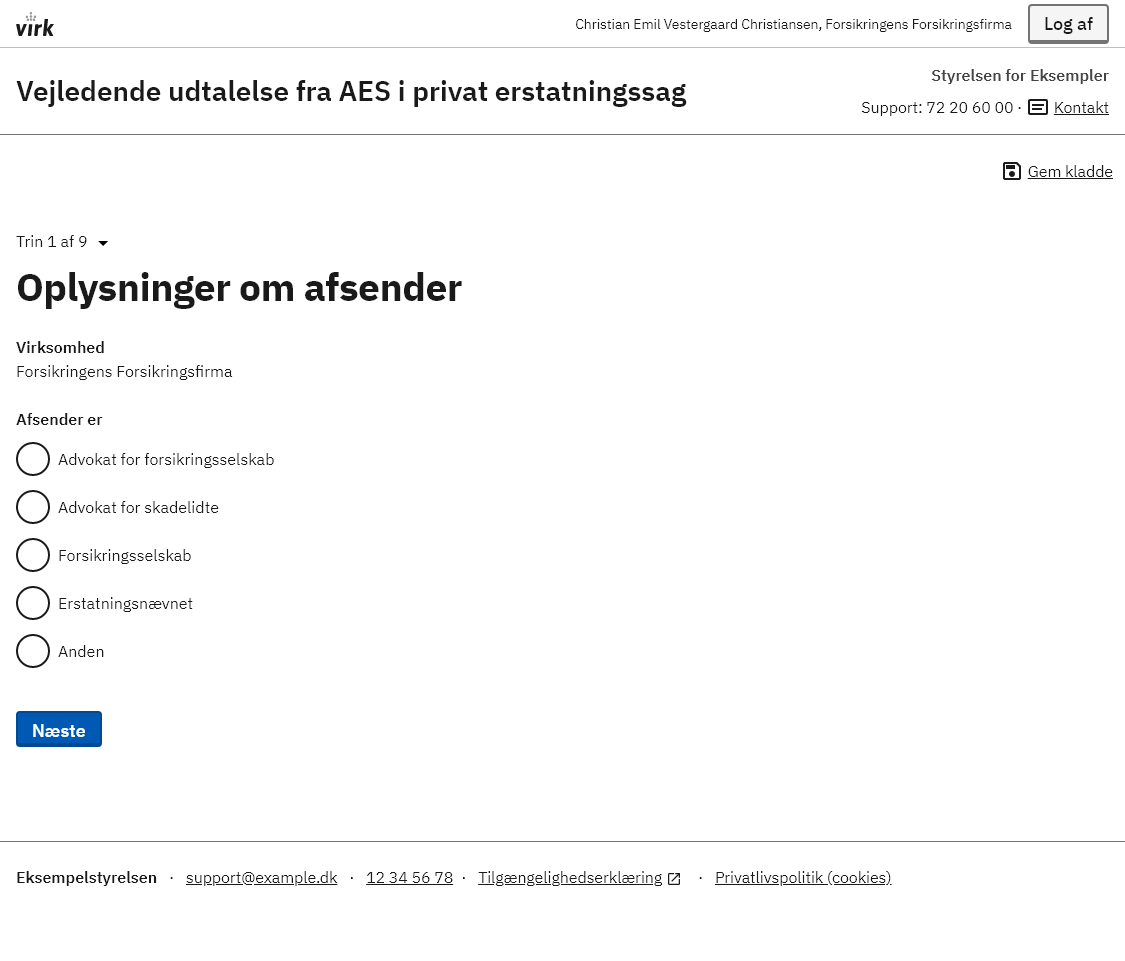 virk
Christian Emil Vestergaard Christiansen, Forsikringens Forsikringsfirma
Log af
Vejledende udtalelse fra AES i privat erstatningssag
Styrelsen for Eksempler
Support: 72 20 60 00 · Kontakt
Gem kladde
Trin 1 af 9
Oplysninger om afsender
Virksomhed
Forsikringens Forsikringsfirma
Afsender er
Advokat for forsikringsselskab
Advokat for skadelidte
Forsikringsselskab
Erstatningsnævnet
Anden
Næste
Eksempelstyrelsen · support@example.dk · 12 34 56 78 · Tilgængelighedserklæring · Privatlivspolitik (cookies)